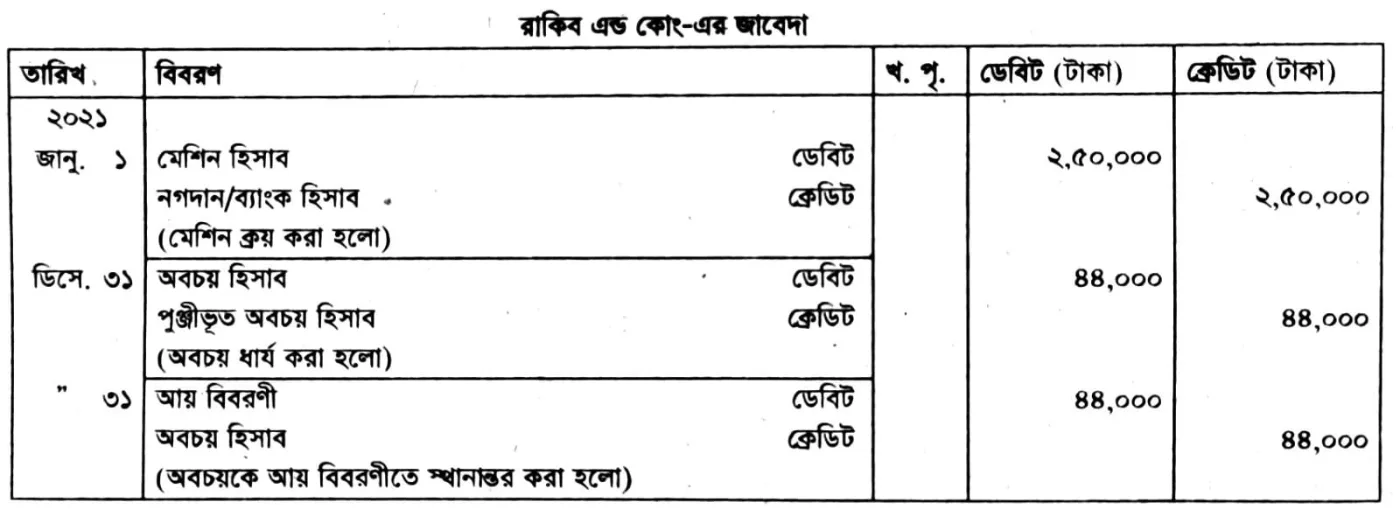 রাকিব এন্ড কোং-এর জাবেদা
তারিখ বিবরণ খ. পৃ. ডেবিট (টাকা) ক্রেডিট (টাকা)
২০২১
জানু. ১ মেশিন হিসাব ডেবিট ২,৫০,০০০
নগদান/ব্যাংক হিসাব ক্রেডিট ২,৫০,০০০
(মেশিন ক্রয় করা হলো)
ডিসে. ৩১ অবচয় হিসাব ডেবিট ৪৪,০০০
পুঞ্জীভূত অবচয় হিসাব ক্রেডিট ৪৪,০০০
(অবচয় ধার্য করা হলো)
" ৩১ আয় বিবরণী ডেবিট ৪৪,০০০
অবচয় হিসাব ক্রেডিট ৪৪,০০০
(অবচয়কে আয় বিবরণীতে স্থানান্তর করা হলো)